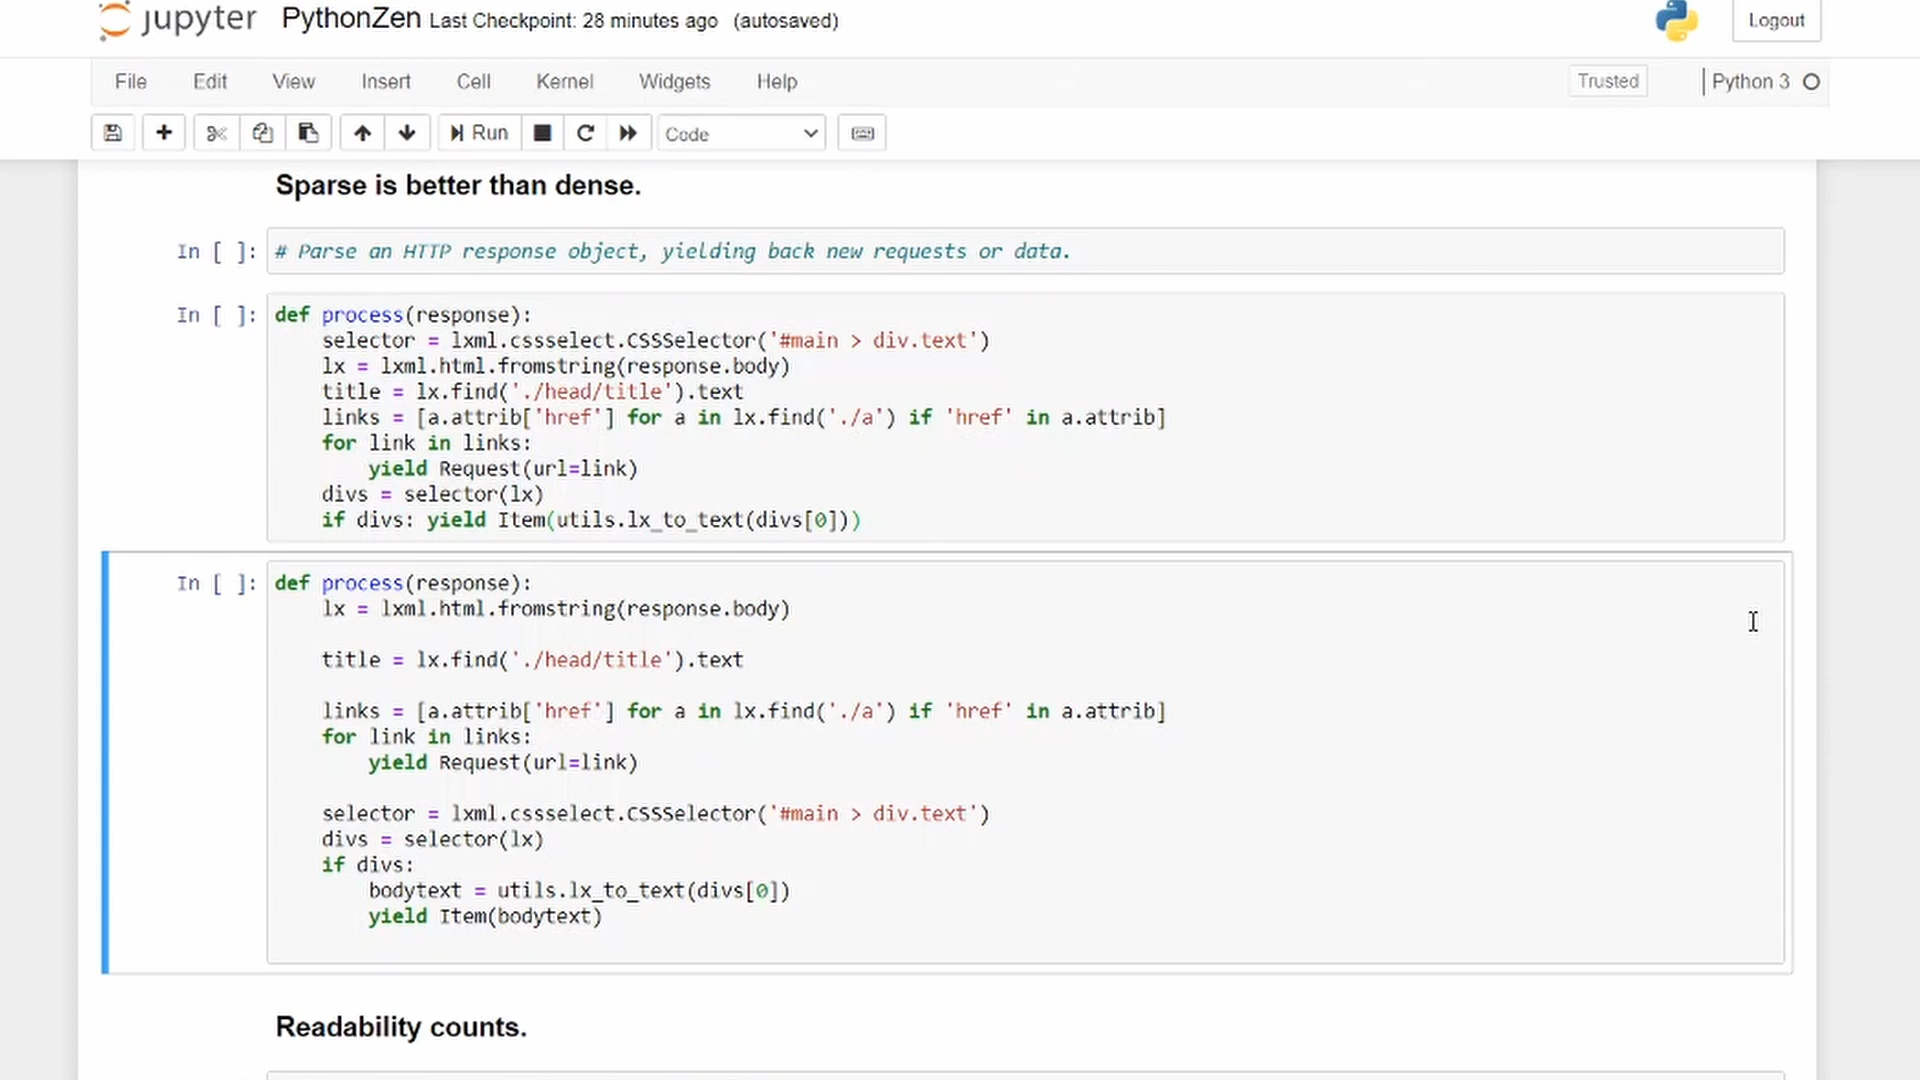 jupyter PythonZen Last Checkpoint: 28 minutes ago (autosaved) Logout
File Edit View Insert Cell Kernel Widgets Help Trusted Python 3
Run Code
Sparse is better than dense.
In [ ]: # Parse an HTTP response object, yielding back new requests or data.
In [ ]: def process(response):
    selector = lxml.cssselect.CSSSelector('#main > div.text')
    lx = lxml.html.fromstring(response.body)
    title = lx.find('./head/title').text
    links = [a.attrib['href'] for a in lx.find('./a') if 'href' in a.attrib]
    for link in links:
        yield Request(url=link)
    divs = selector(lx)
    if divs: yield Item(utils.lx_to_text(divs[0]))
In [ ]: def process(response):
    lx = lxml.html.fromstring(response.body)
    title = lx.find('./head/title').text
    links = [a.attrib['href'] for a in lx.find('./a') if 'href' in a.attrib]
    for link in links:
        yield Request(url=link)
    selector = lxml.cssselect.CSSSelector('#main > div.text')
    divs = selector(lx)
    if divs:
        bodytext = utils.lx_to_text(divs[0])
        yield Item(bodytext)
Readability counts.